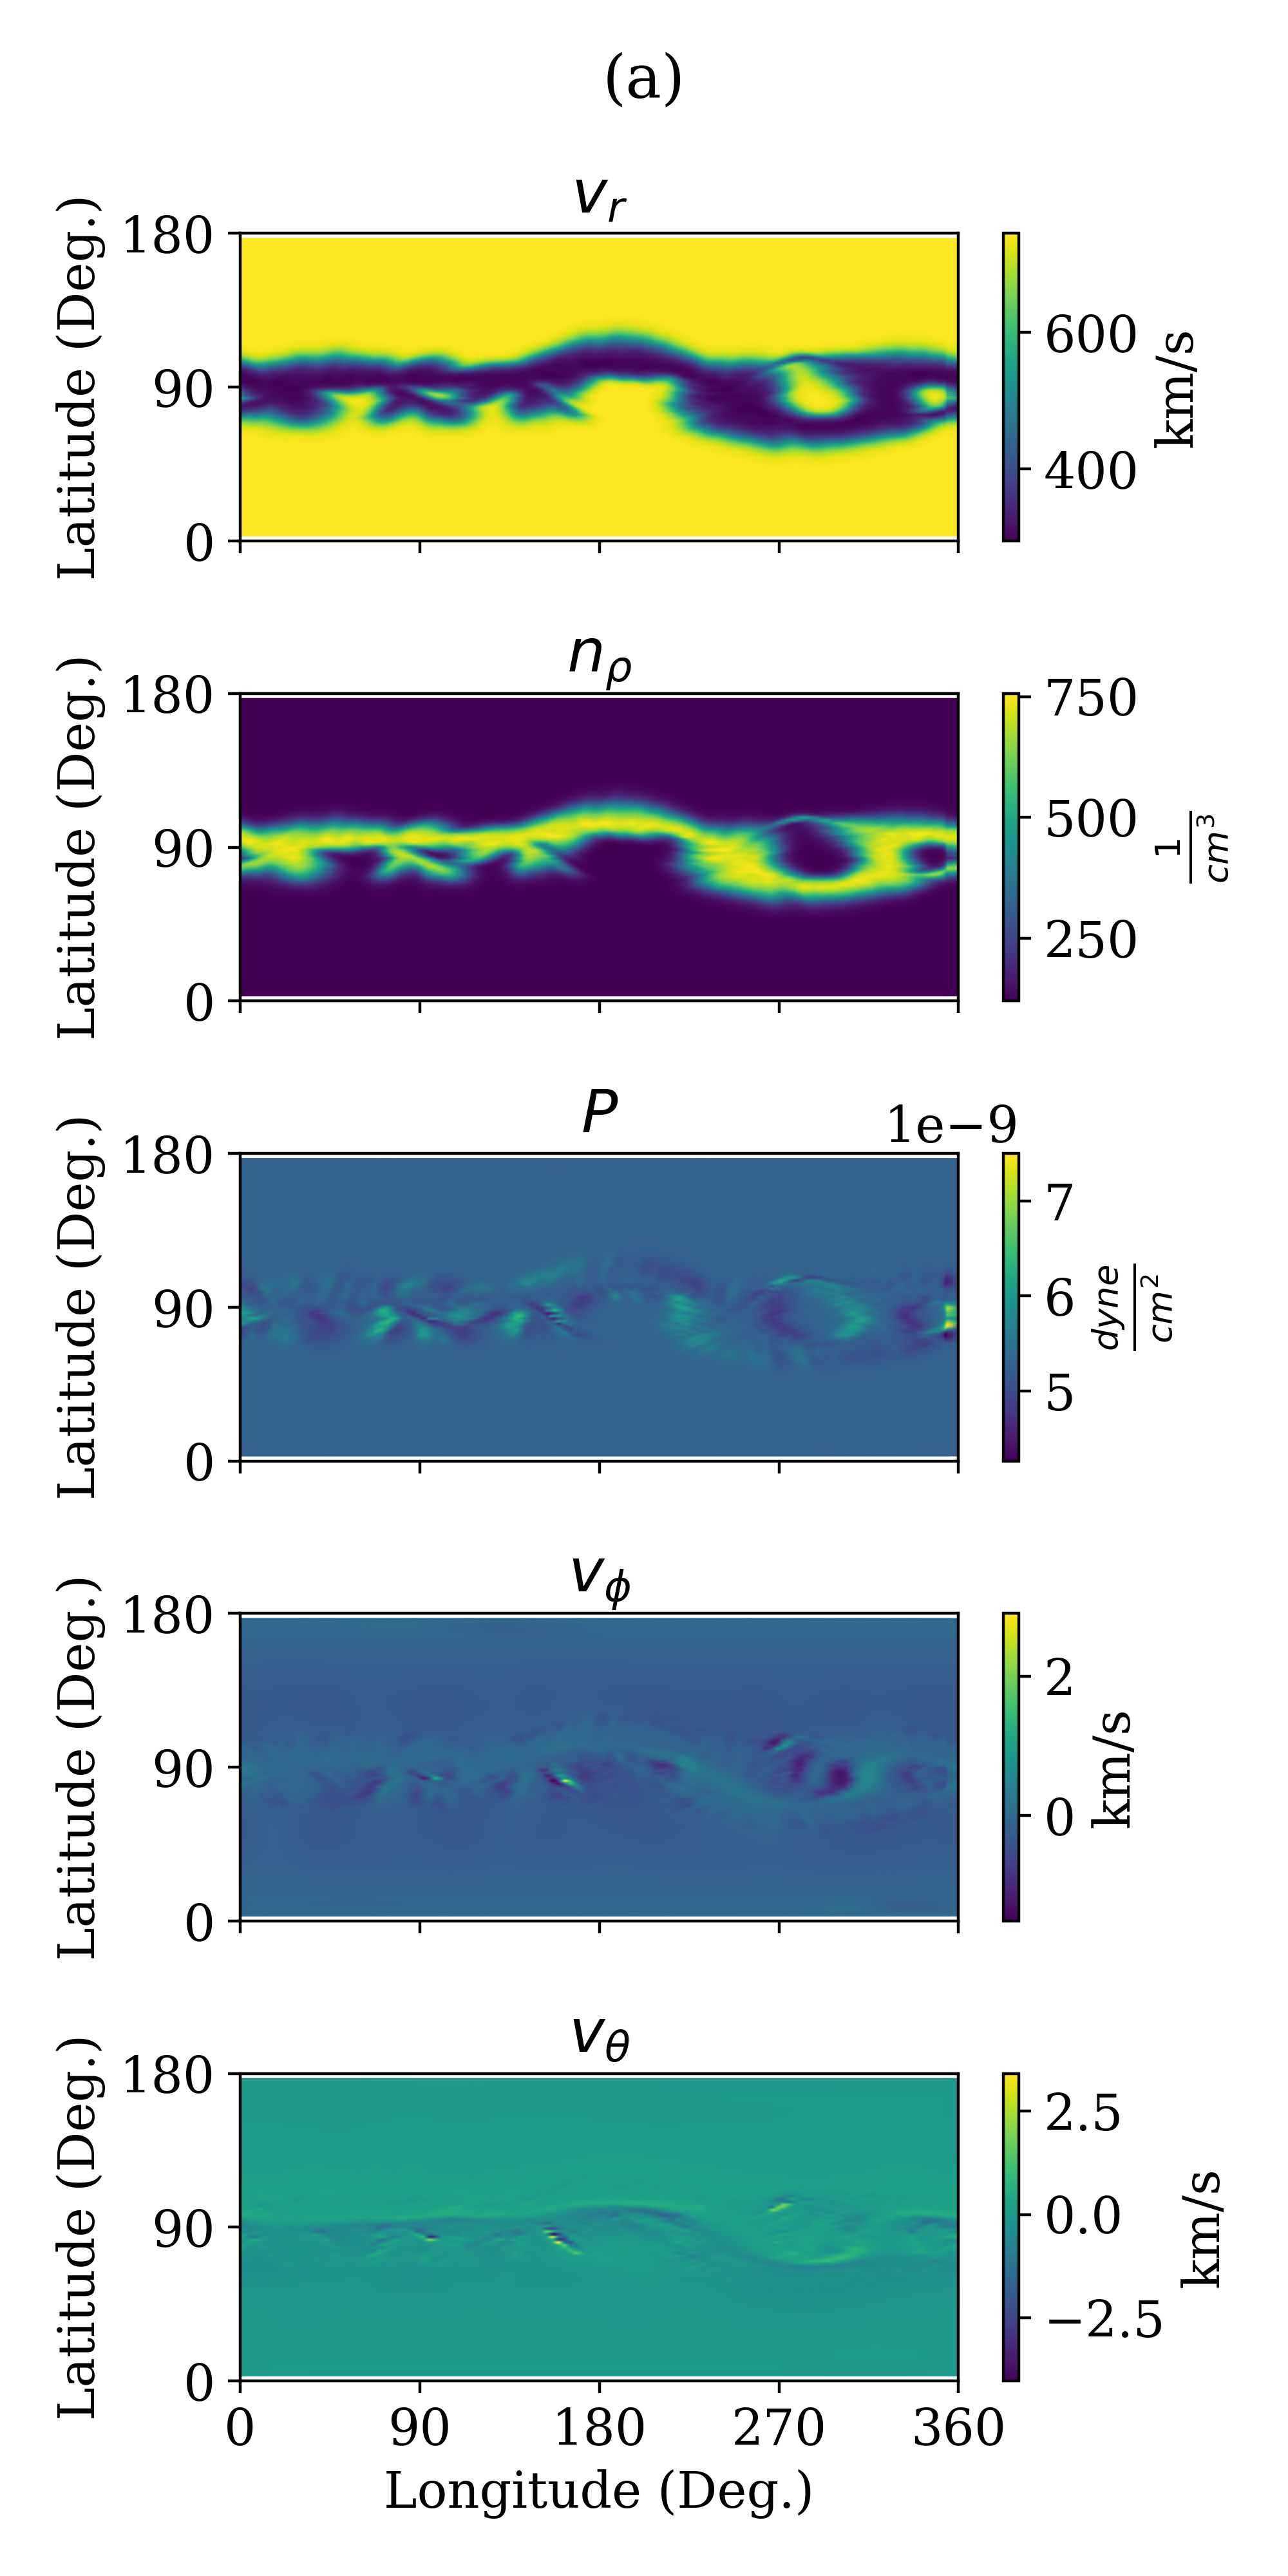 (a)
v_r
Latitude (Deg.)
180
90
0
600
400
km/s
n_ρ
Latitude (Deg.)
180
90
0
750
500
250
1/cm³
P
1e−9
Latitude (Deg.)
180
90
0
7
6
5
dyne/cm²
v_ϕ
Latitude (Deg.)
180
90
0
2
0
km/s
v_θ
Latitude (Deg.)
180
90
0
2.5
0.0
−2.5
km/s
0 90 180 270 360
Longitude (Deg.)